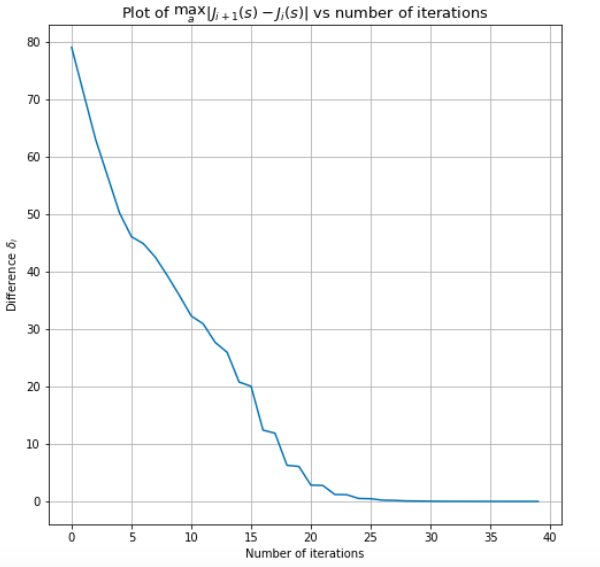 Plot of max|J_{i+1}(s) − J_i(s)| vs number of iterations
a
80
70
60
50
40
30
20
10
0
Difference δ_i
0 5 10 15 20 25 30 35 40
Number of iterations